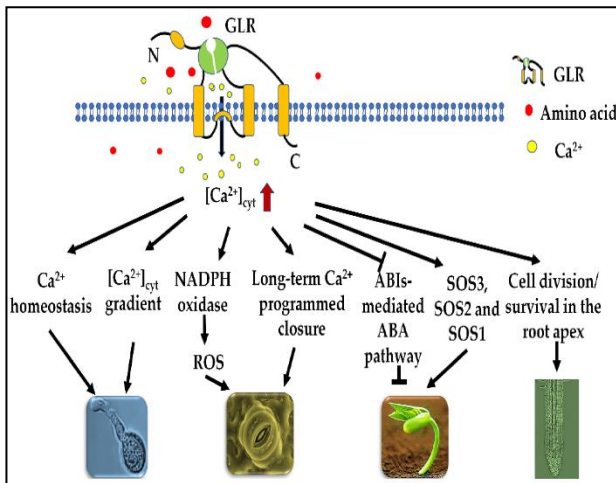 GLR
N
C
GLR
Amino acid
Ca²⁺
[Ca²⁺]cyt
Ca²⁺
homeostasis
[Ca²⁺]cyt
gradient
NADPH
oxidase
ROS
Long-term Ca²⁺
programmed
closure
ABIs-
mediated
ABA
pathway
SOS3,
SOS2 and
SOS1
Cell division/
survival in the
root apex